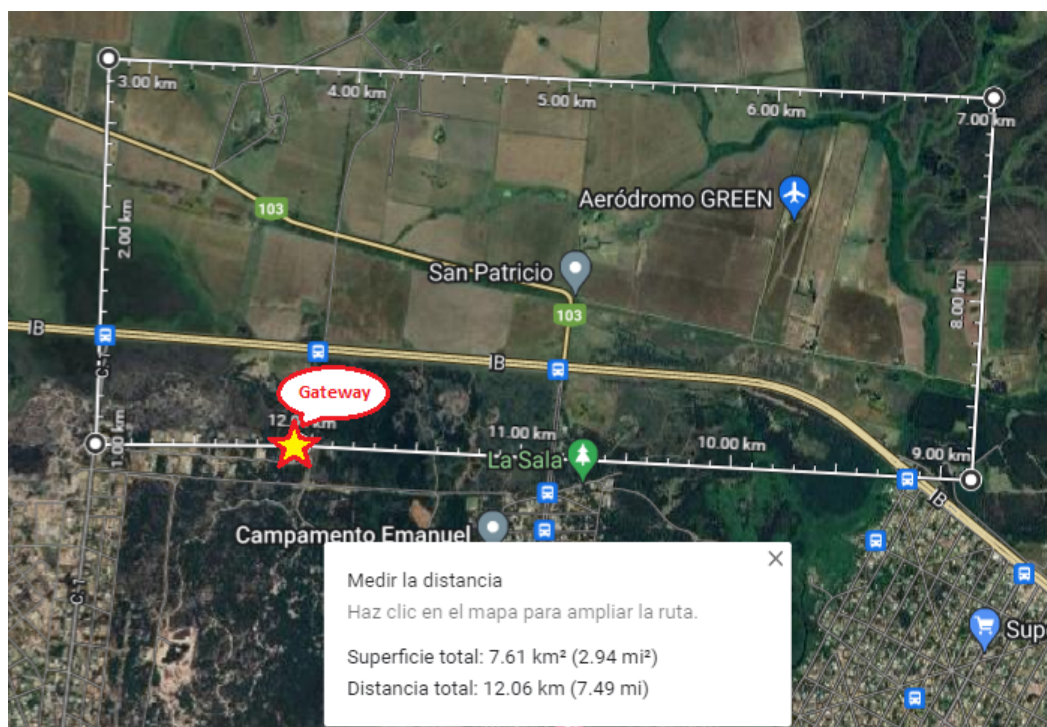 3.00 km
4.00 km
5.00 km
6.00 km
7.00 km
Aeródromo GREEN
103
2.00 km
San Patricio
103
8.00 km
IB
IB
Gateway
1.00 km
11.00 km
10.00 km
9.00 km
La Sala
IB
Campamento Emanuel
Medir la distancia
Haz clic en el mapa para ampliar la ruta.
Superficie total: 7.61 km² (2.94 mi²)
Distancia total: 12.06 km (7.49 mi)